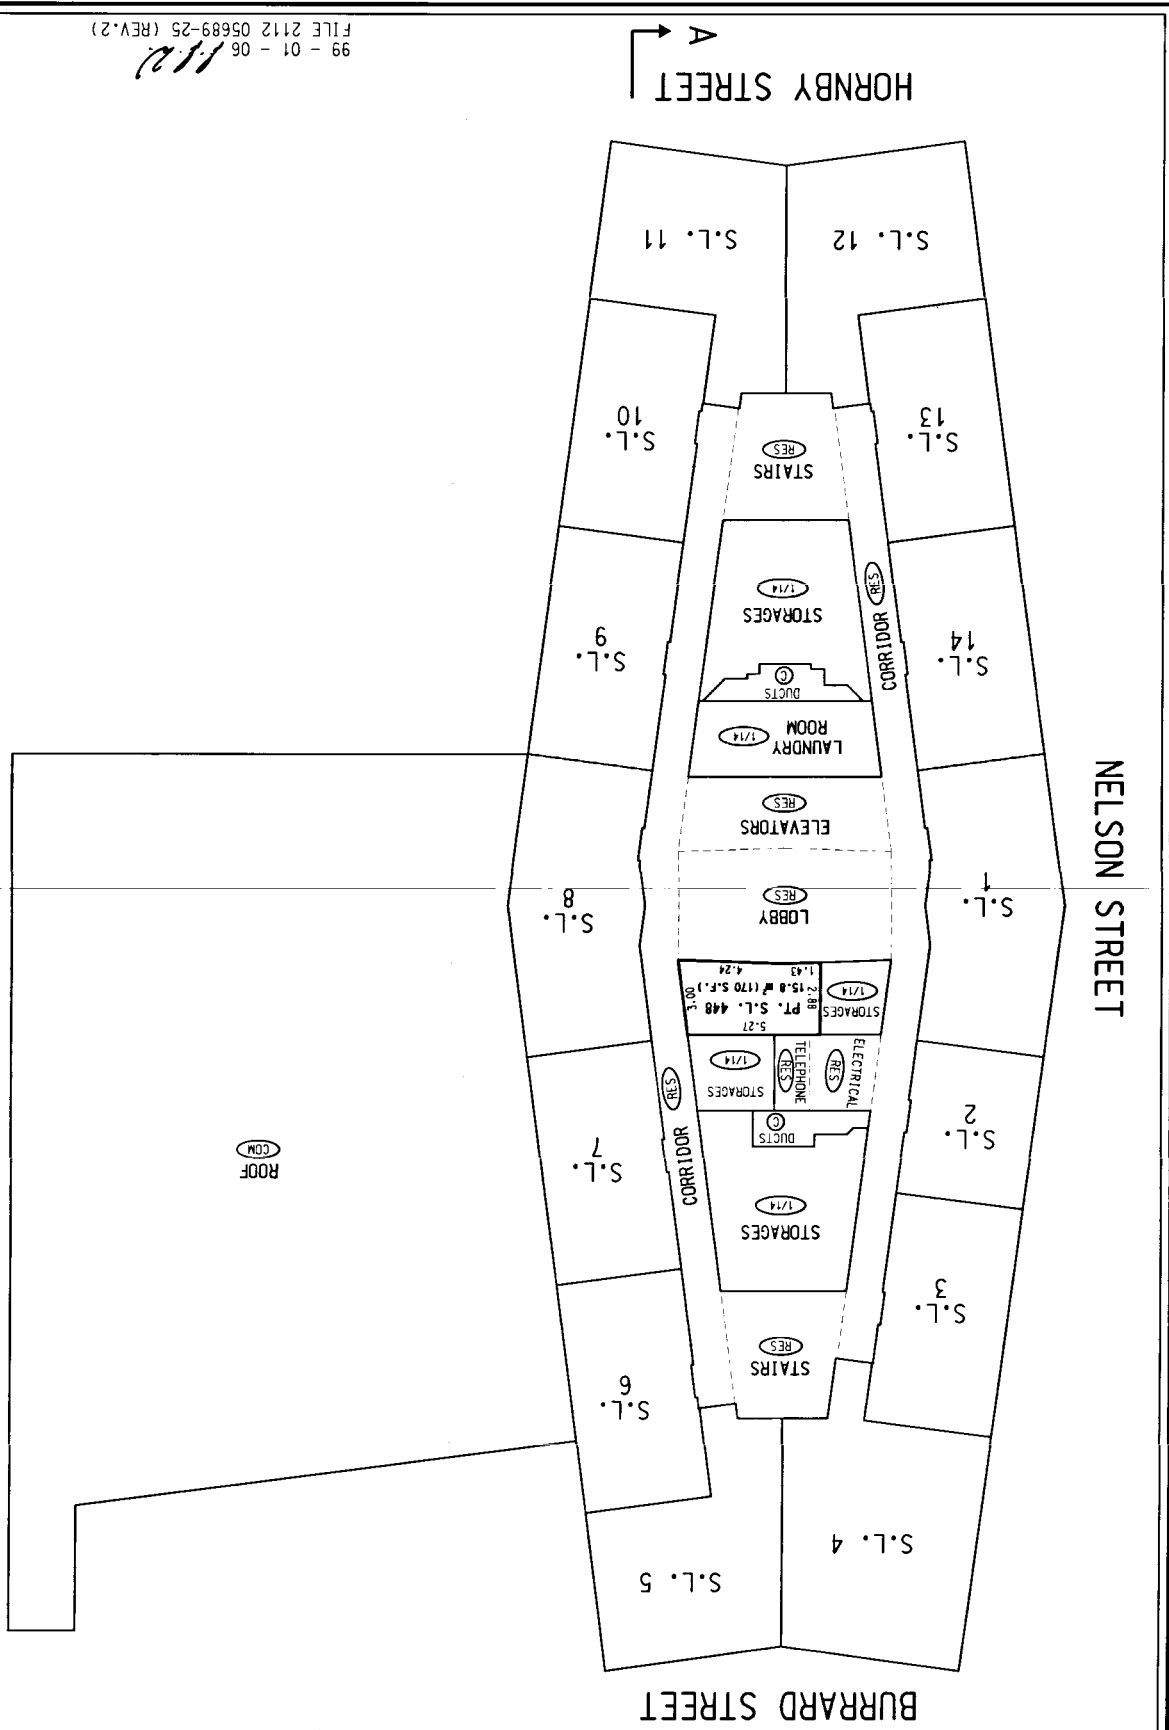 BURRARD STREET
S.L. 4
S.L. 5
STAIRS
RES
S.L.
3
S.L.
6
STORAGES
1/14
CORRIDOR
RES
S.L.
2
S.L.
7
DUCTS
C
ELECTRICAL
RES
TELEPHONE
RES
STORAGES
1/14
ROOF
COM
STORAGES
1/14
5.27
PT. S.L. 448
15.8 m² (170 S.F.)
2.88
3.00
1.43
4.24
NELSON STREET
S.L.
1
LOBBY
RES
S.L.
8
ELEVATORS
RES
LAUNDRY
ROOM
1/14
DUCTS
C
CORRIDOR
RES
S.L.
14
STORAGES
1/14
S.L.
9
S.L.
13
STAIRS
RES
S.L.
10
S.L. 12
S.L. 11
HORNBY STREET
A
99 - 01 - 06
FILE 2112 05689-25 (REV.2)